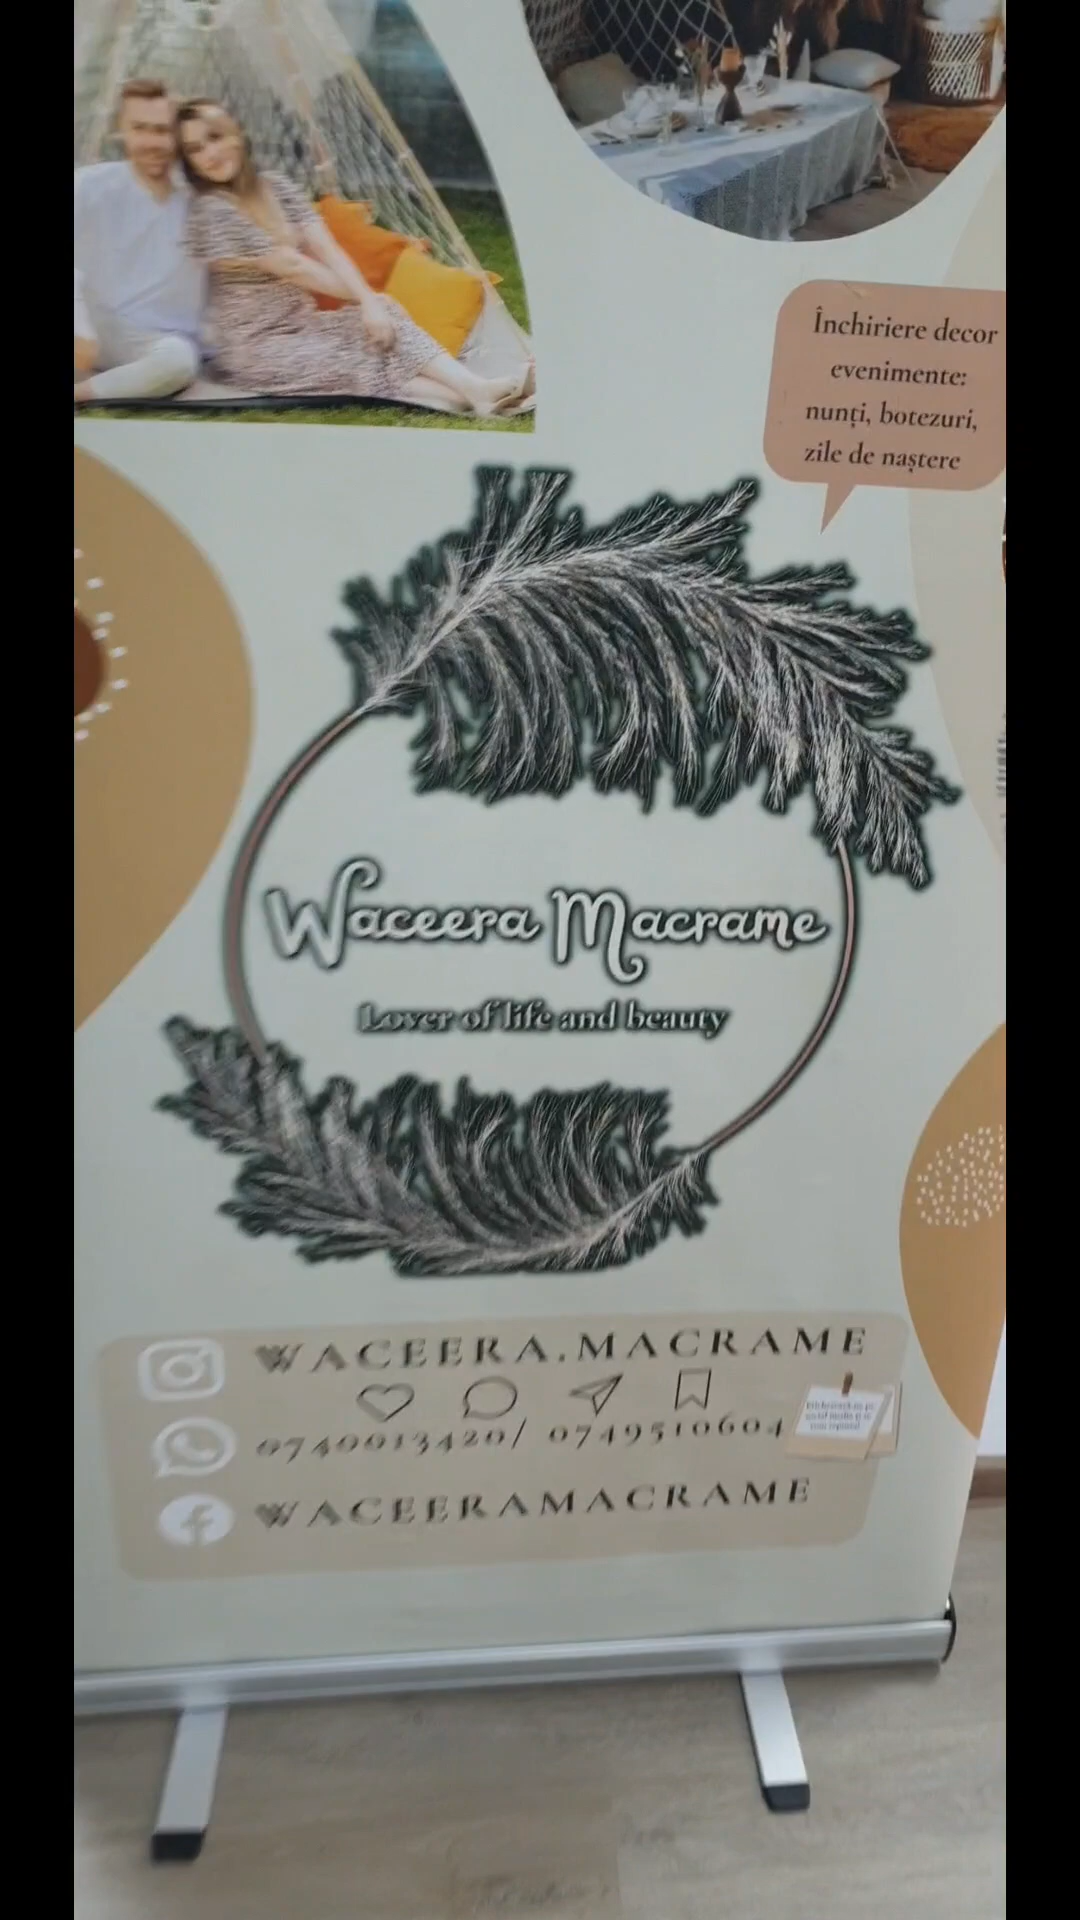 Închiriere decor
evenimente:
nunți, botezuri,
zile de naștere
Waceera Macrame
Lover of life and beauty
WACEERA.MACRAME
0740013420/ 0749510604
WACEERAMACRAME